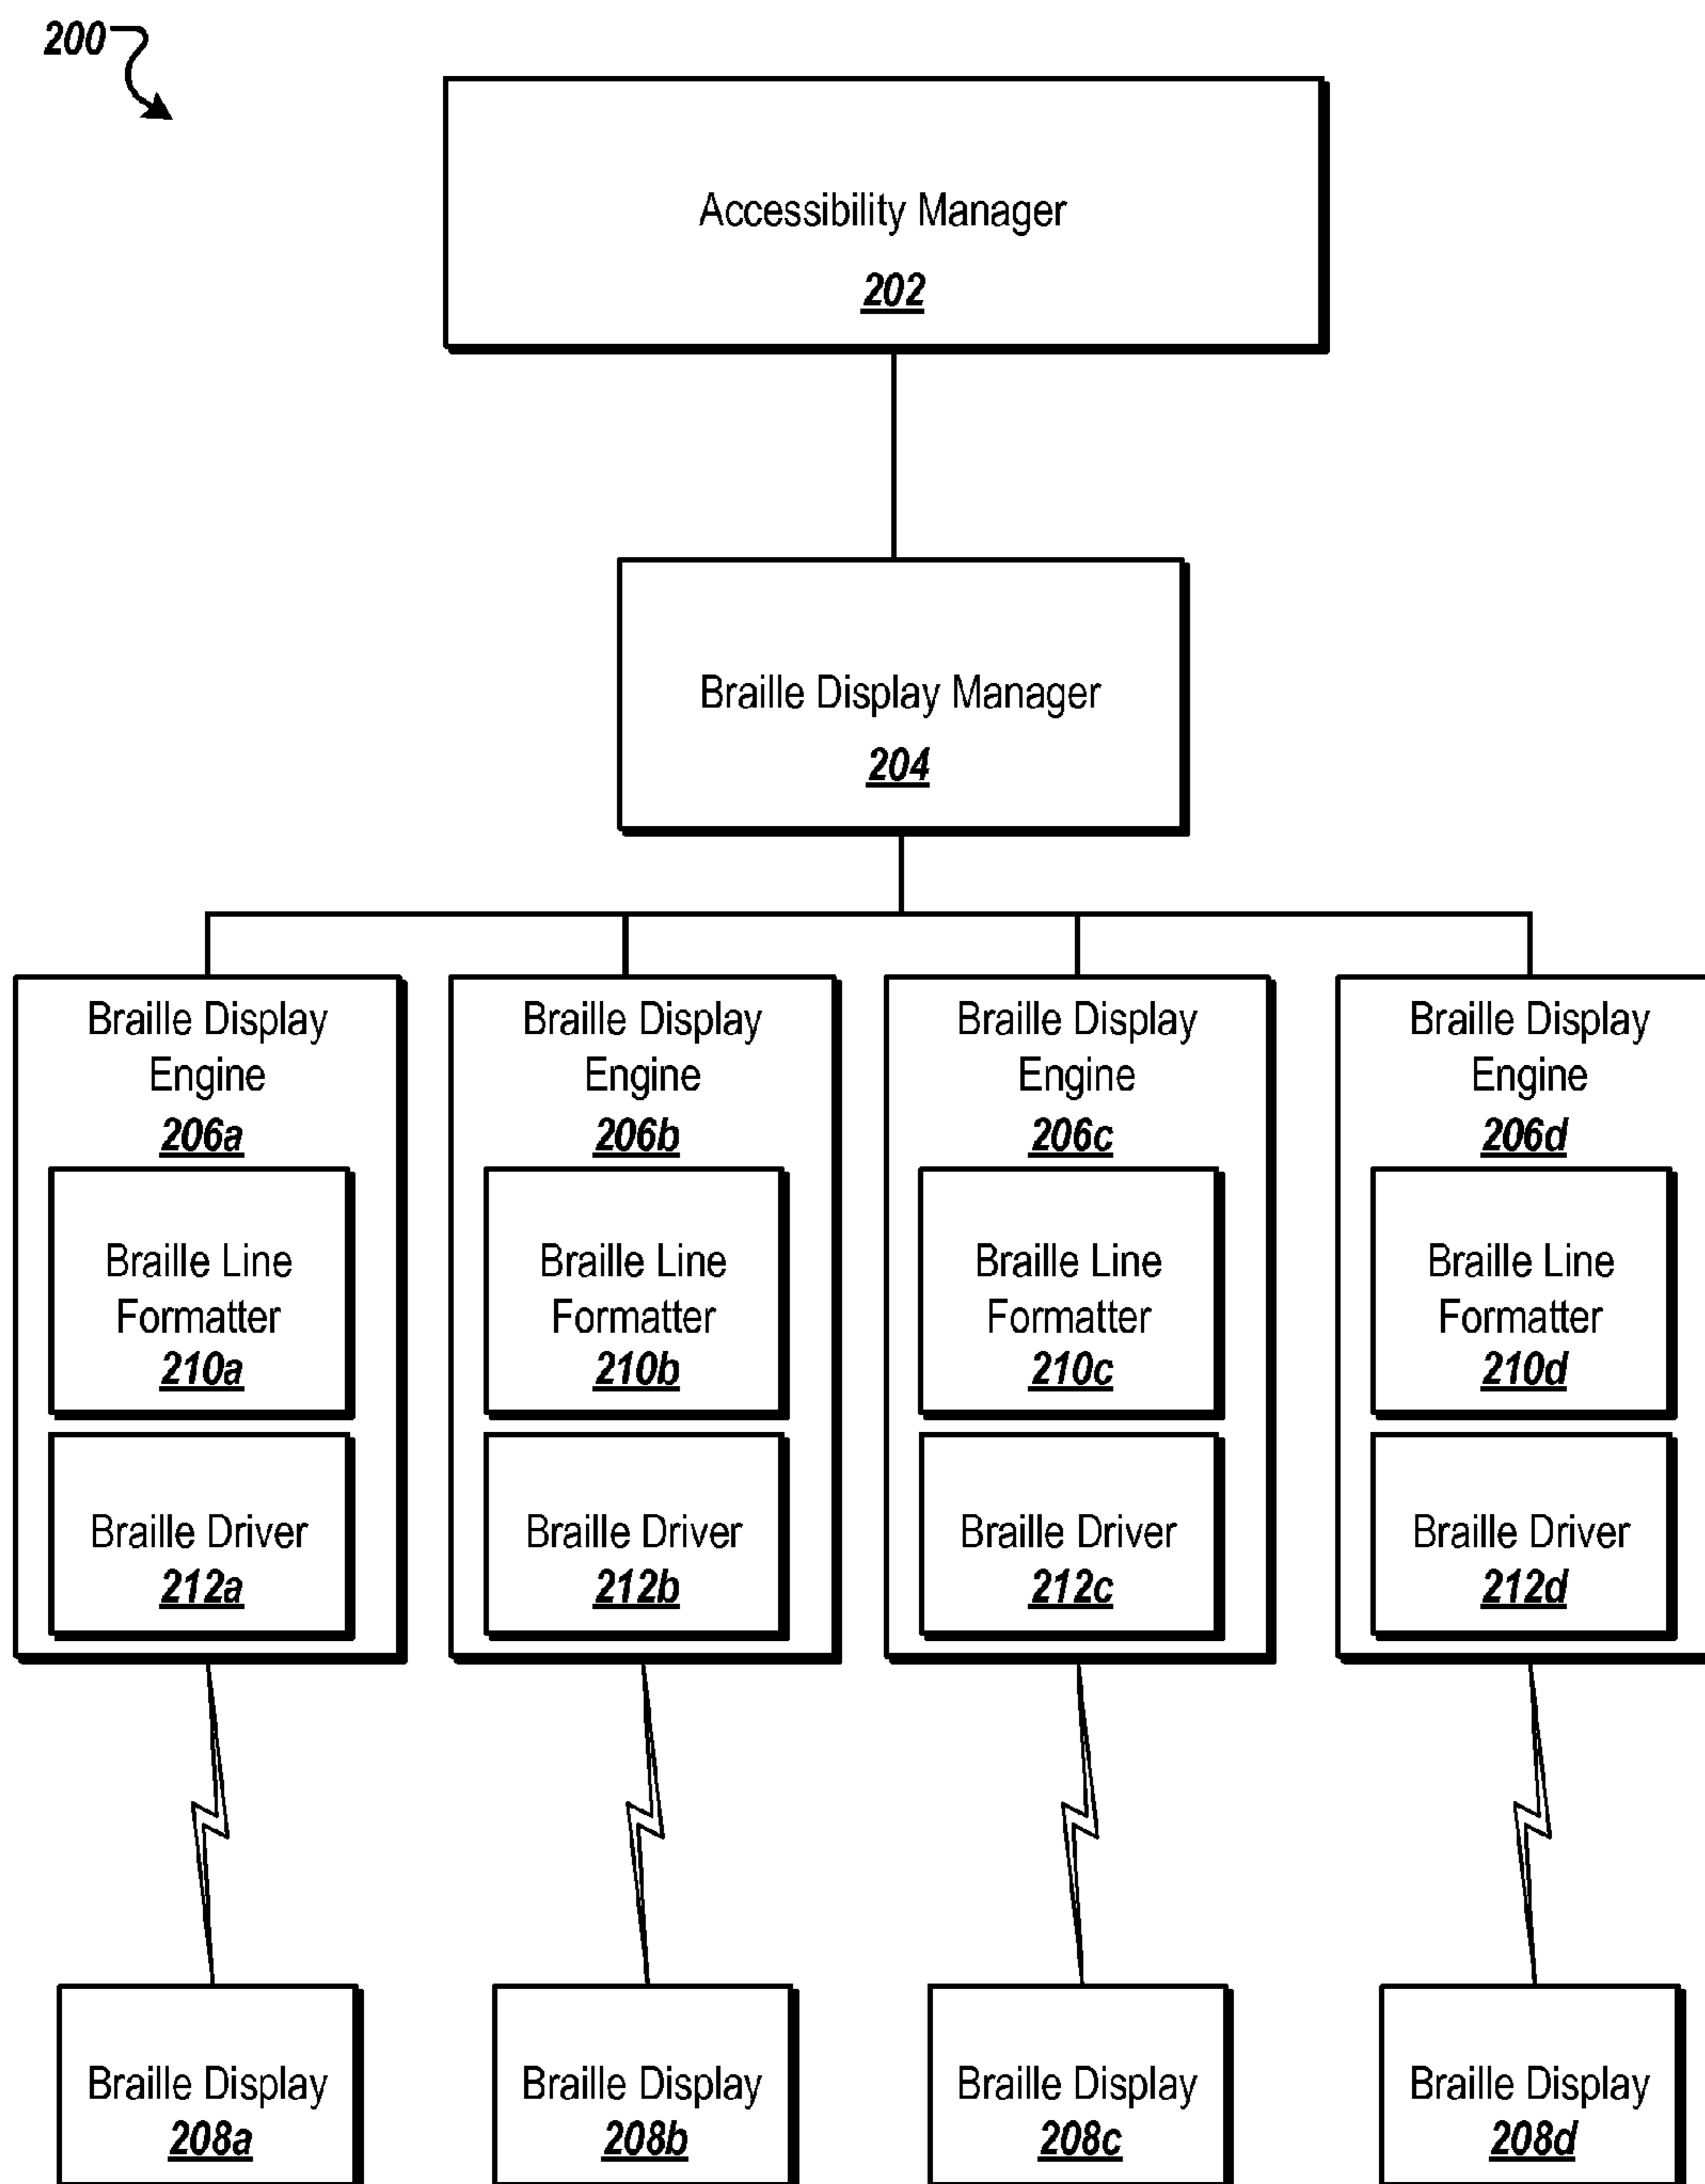 200
Accessibility Manager
202
Braille Display Manager
204
Braille Display
Engine
206a
Braille Line
Formatter
210a
Braille Driver
212a
Braille Display
Engine
206b
Braille Line
Formatter
210b
Braille Driver
212b
Braille Display
Engine
206c
Braille Line
Formatter
210c
Braille Driver
212c
Braille Display
Engine
206d
Braille Line
Formatter
210d
Braille Driver
212d
Braille Display
208a
Braille Display
208b
Braille Display
208c
Braille Display
208d